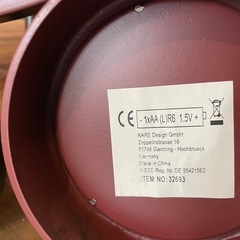 CE - 1xAA (L)R6 1.5V +
KARE Design GmbH
Zeppelinstrasse 16
85748 Garching - Hochbrueck
Germany
Made in China
WEEE-Reg.-Nr. DE 55421562
ITEM NO.: 32693